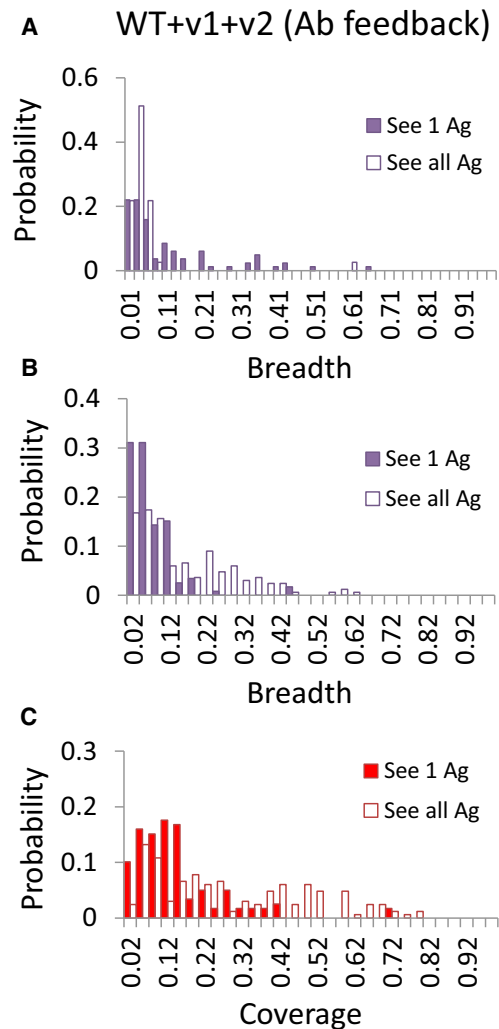 A WT+v1+v2 (Ab feedback)
Probability
0.6
0.4
0.2
0
See 1 Ag
See all Ag
0.01 0.11 0.21 0.31 0.41 0.51 0.61 0.71 0.81 0.91
Breadth
B
Probability
0.4
0.3
0.2
0.1
0
See 1 Ag
See all Ag
0.02 0.12 0.22 0.32 0.42 0.52 0.62 0.72 0.82 0.92
Breadth
C
Probability
0.3
0.2
0.1
0
See 1 Ag
See all Ag
0.02 0.12 0.22 0.32 0.42 0.52 0.62 0.72 0.82 0.92
Coverage